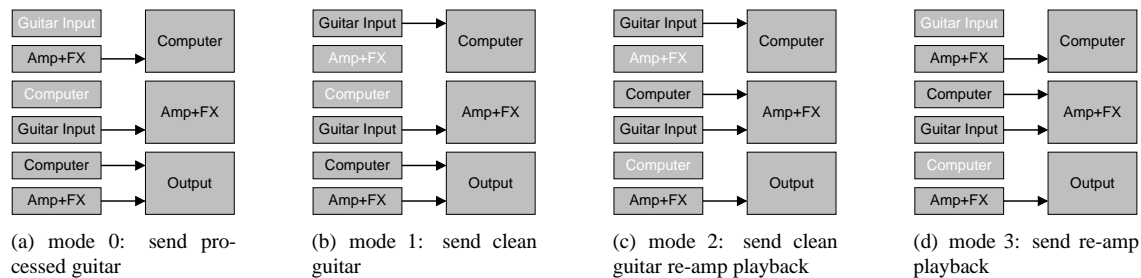 Guitar Input
Amp+FX
Computer
Computer
Guitar Input
Amp+FX
Computer
Amp+FX
Output
(a) mode 0: send pro-
cessed guitar
Guitar Input
Amp+FX
Computer
Computer
Guitar Input
Amp+FX
Computer
Amp+FX
Output
(b) mode 1: send clean
guitar
Guitar Input
Amp+FX
Computer
Computer
Guitar Input
Amp+FX
Computer
Amp+FX
Output
(c) mode 2: send clean
guitar re-amp playback
Guitar Input
Amp+FX
Computer
Computer
Guitar Input
Amp+FX
Computer
Amp+FX
Output
(d) mode 3: send re-amp
playback